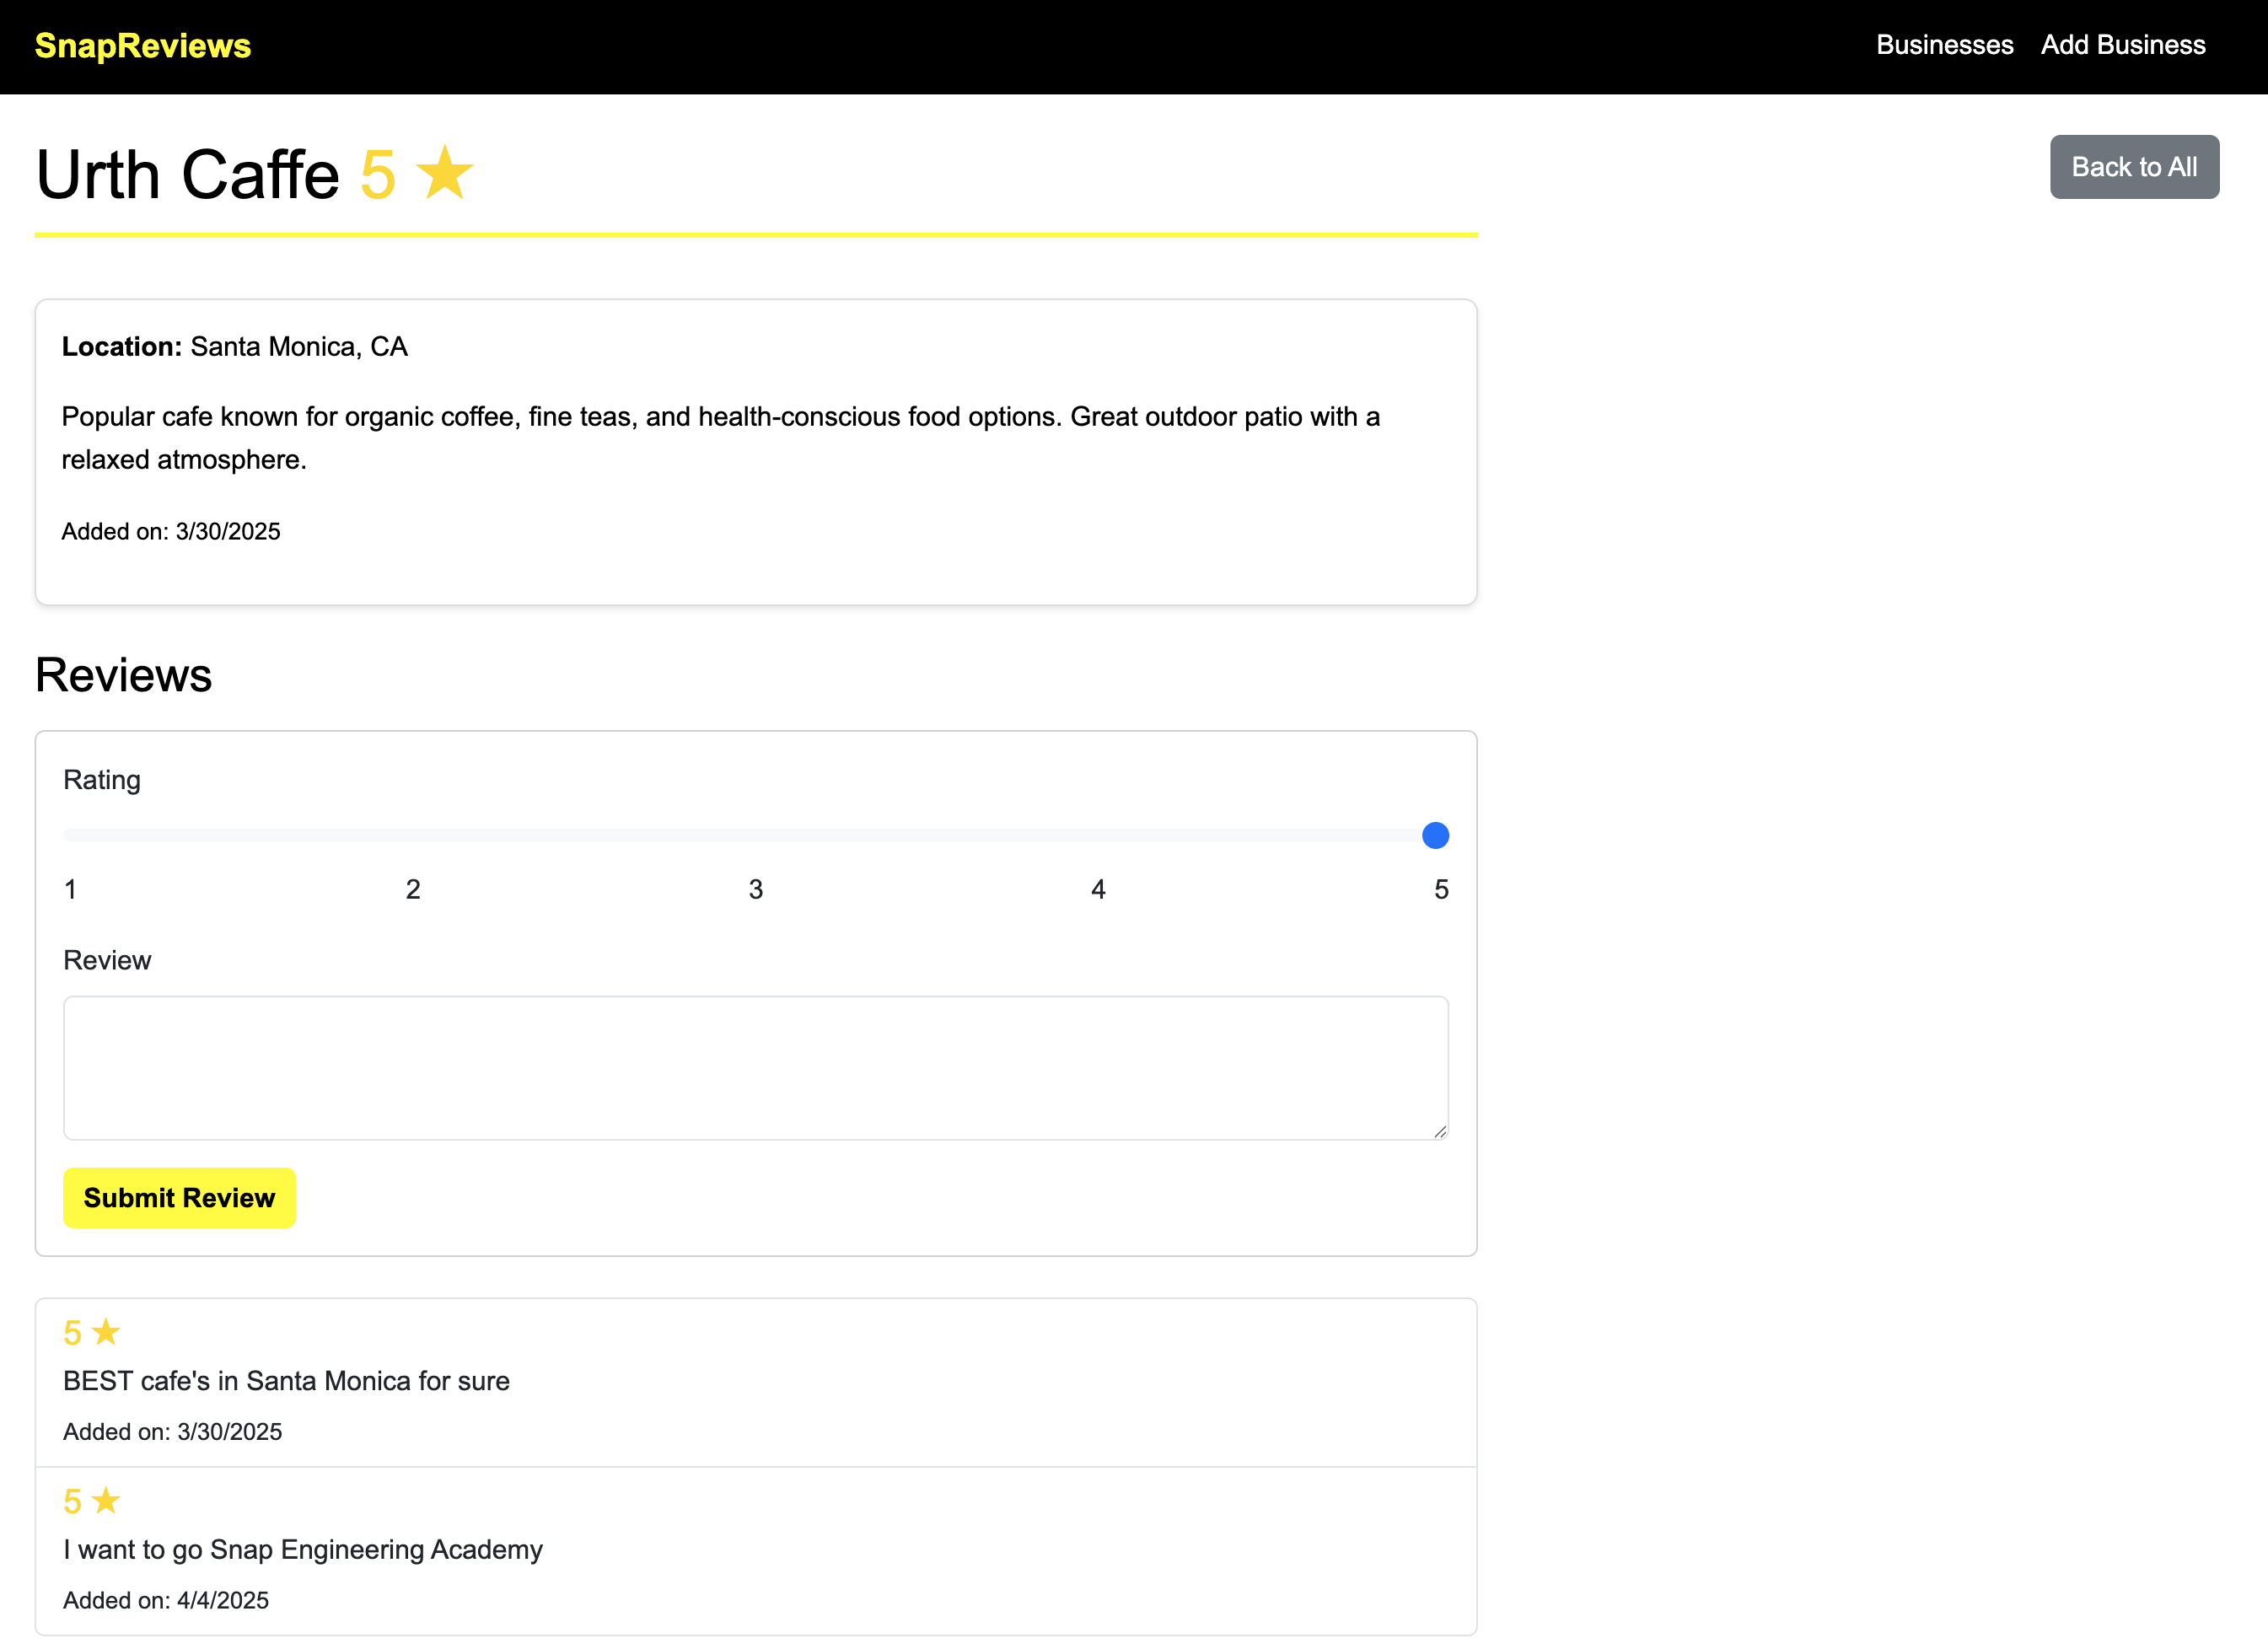 SnapReviews
Businesses Add Business
Urth Caffe 5 ★
Back to All
Location: Santa Monica, CA
Popular cafe known for organic coffee, fine teas, and health-conscious food options. Great outdoor patio with a
relaxed atmosphere.
Added on: 3/30/2025
Reviews
Rating
1 2 3 4 5
Review
Submit Review
5 ★
BEST cafe's in Santa Monica for sure
Added on: 3/30/2025
5 ★
I want to go Snap Engineering Academy
Added on: 4/4/2025